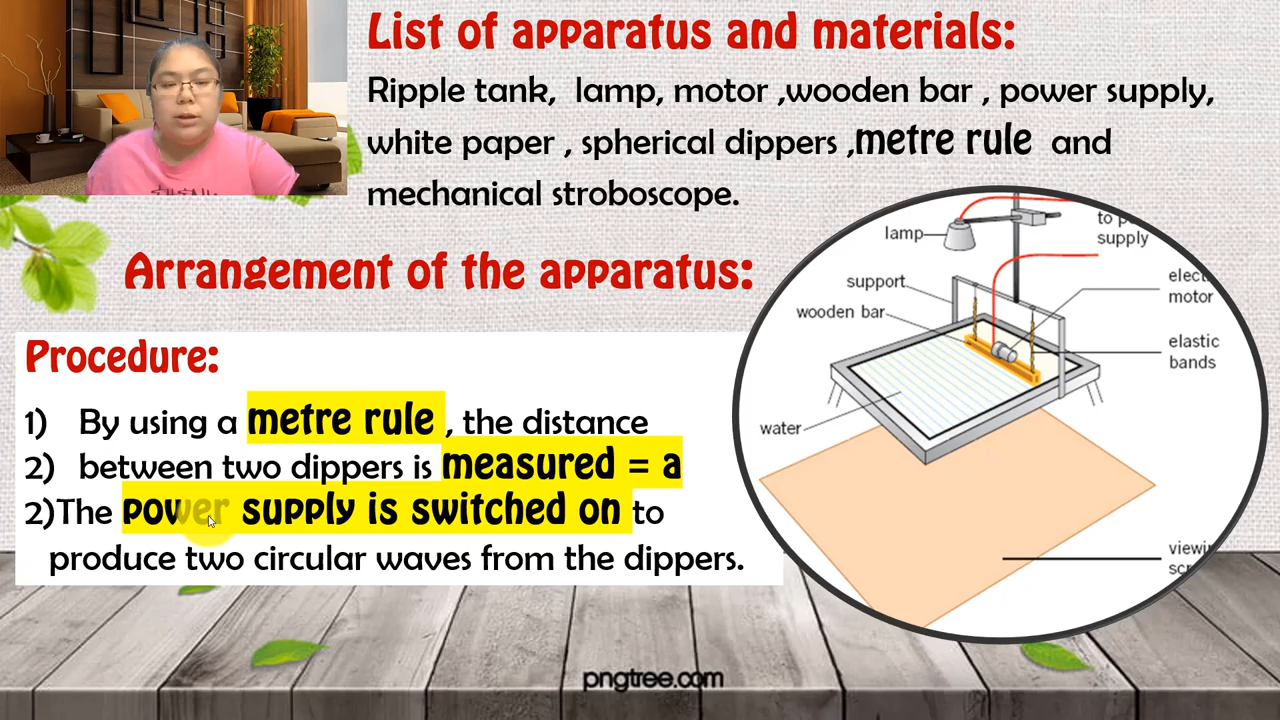 List of apparatus and materials:
Ripple tank, lamp, motor ,wooden bar , power supply,
white paper , spherical dippers ,metre rule and
mechanical stroboscope.
Arrangement of the apparatus:
Procedure:
1) By using a metre rule , the distance
2) between two dippers is measured = a
2)The power supply is switched on to
produce two circular waves from the dippers.
lamp
supply
support
wooden bar
motor
elastic
bands
water
pngtree.com